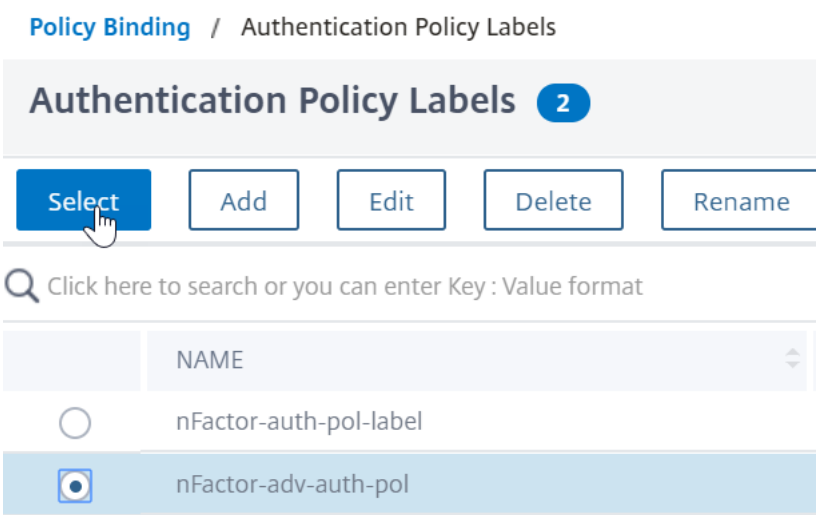 Policy Binding / Authentication Policy Labels
Authentication Policy Labels 2
Select Add Edit Delete Rename
Click here to search or you can enter Key : Value format
NAME
nFactor-auth-pol-label
nFactor-adv-auth-pol